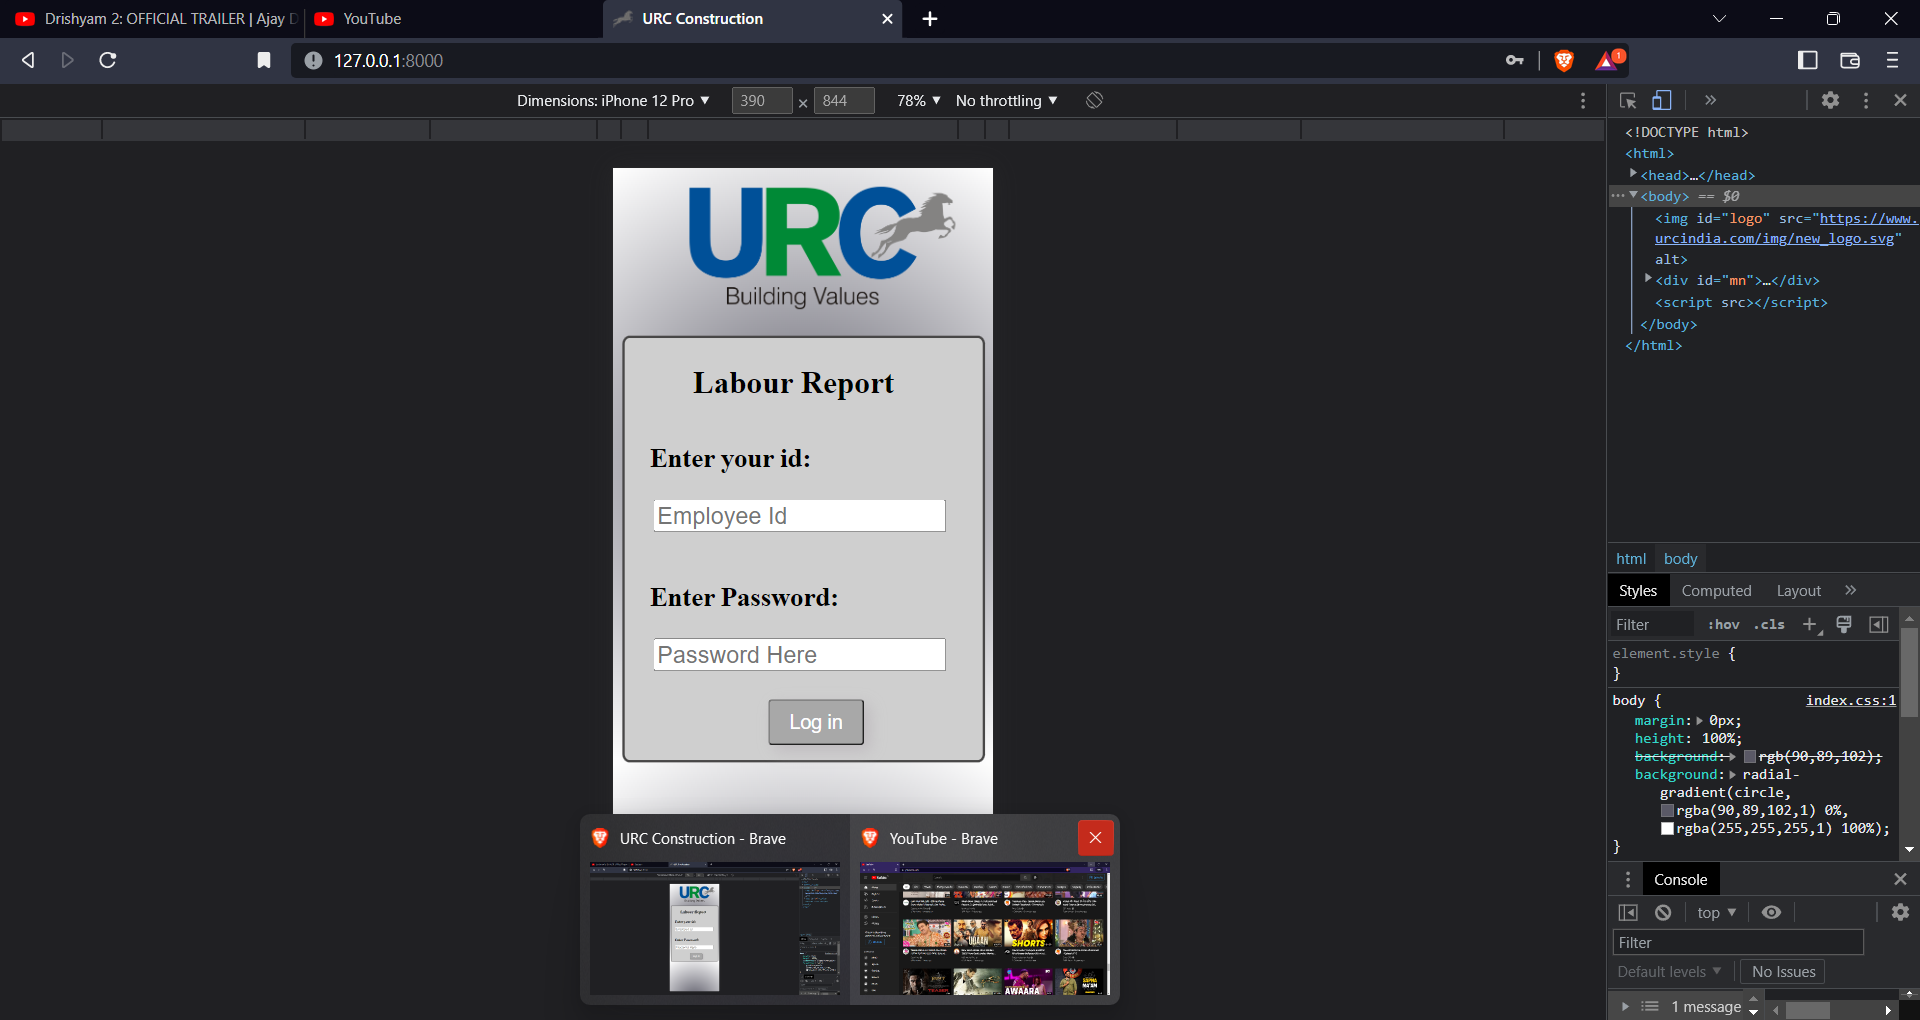 Drishyam 2: OFFICIAL TRAILER | Ajay D
YouTube
URC Construction
127.0.0.1:8000
1
Dimensions: iPhone 12 Pro
390 × 844
78%
No throttling
URC
Building Values
Labour Report
Enter your id:
Employee Id
Enter Password:
Password Here
Log in
URC Construction - Brave
YouTube - Brave
UDAAN
SHORTS
AWAARA
<!DOCTYPE html>
<html>
<head>…</head>
<body> == $0
<img id="logo" src="https://www.
urcindia.com/img/new_logo.svg"
alt>
<div id="mn">…</div>
<script src></script>
</body>
</html>
html body
Styles Computed Layout
Filter :hov .cls
element.style {
}
body { index.css:1
margin: 0px;
height: 100%;
background: rgb(90,89,102);
background: radial-
gradient(circle,
rgba(90,89,102,1) 0%,
rgba(255,255,255,1) 100%);
}
Console
top
Filter
Default levels
No Issues
1 message